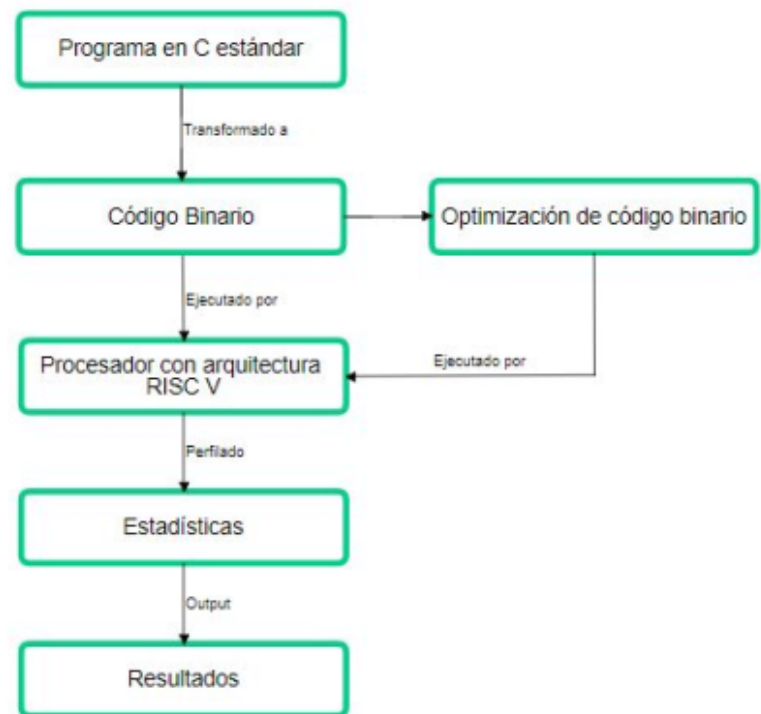 Programa en C estándar
Transformado a
Código Binario
Optimización de código binario
Ejecutado por
Ejecutado por
Procesador con arquitectura
RISC V
Perfilado
Estadísticas
Output
Resultados